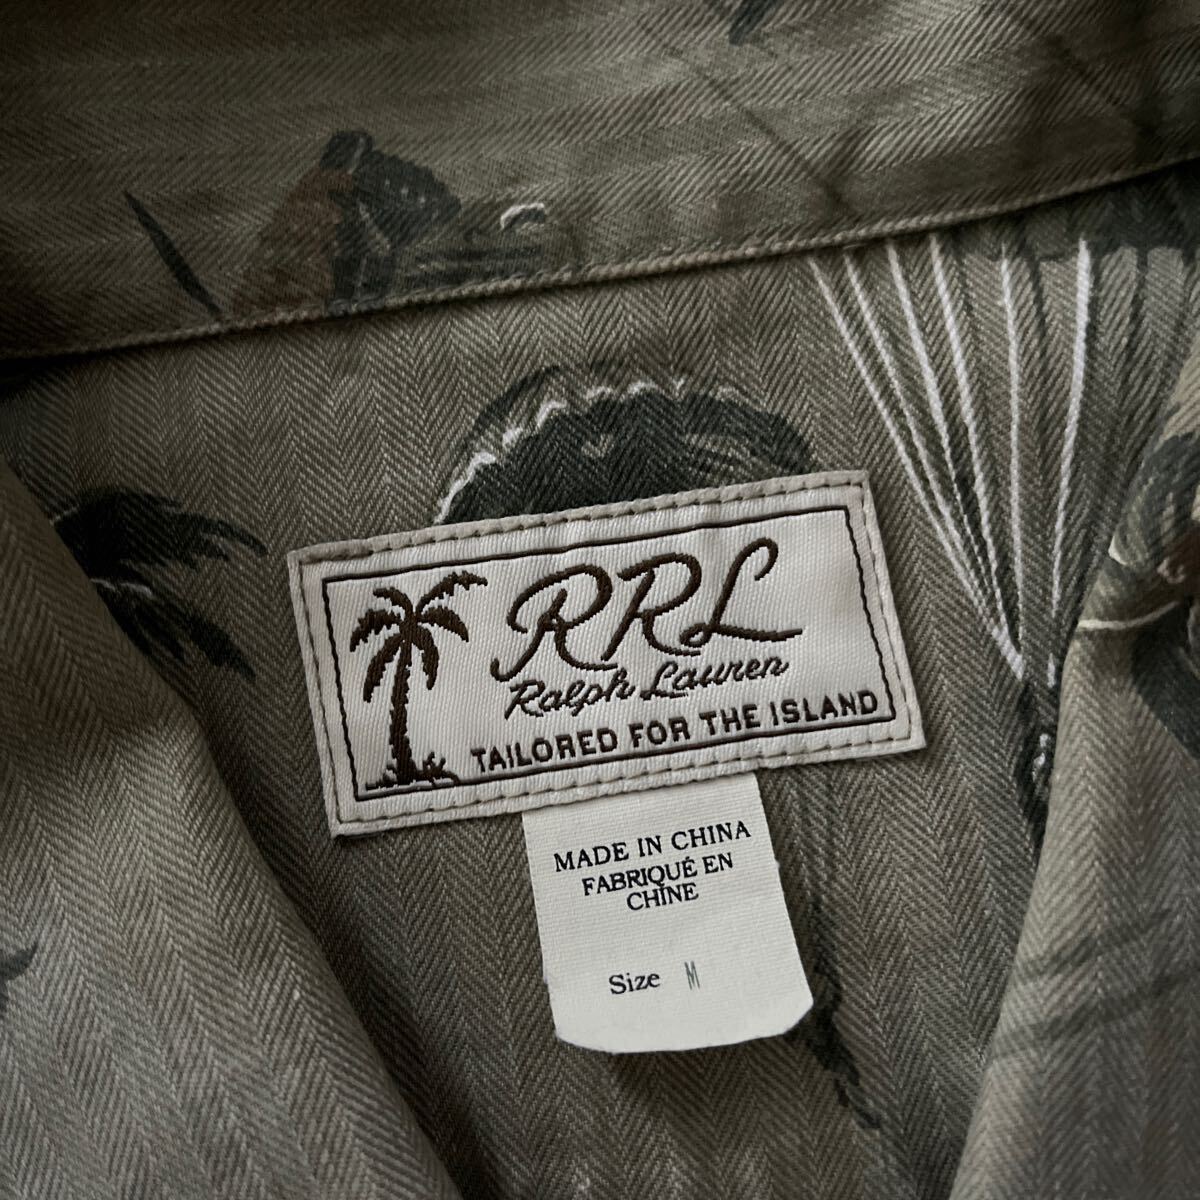 RRL
Ralph Lauren
TAILORED FOR THE ISLAND
MADE IN CHINA
FABRIQUÉ EN
CHINE
Size M